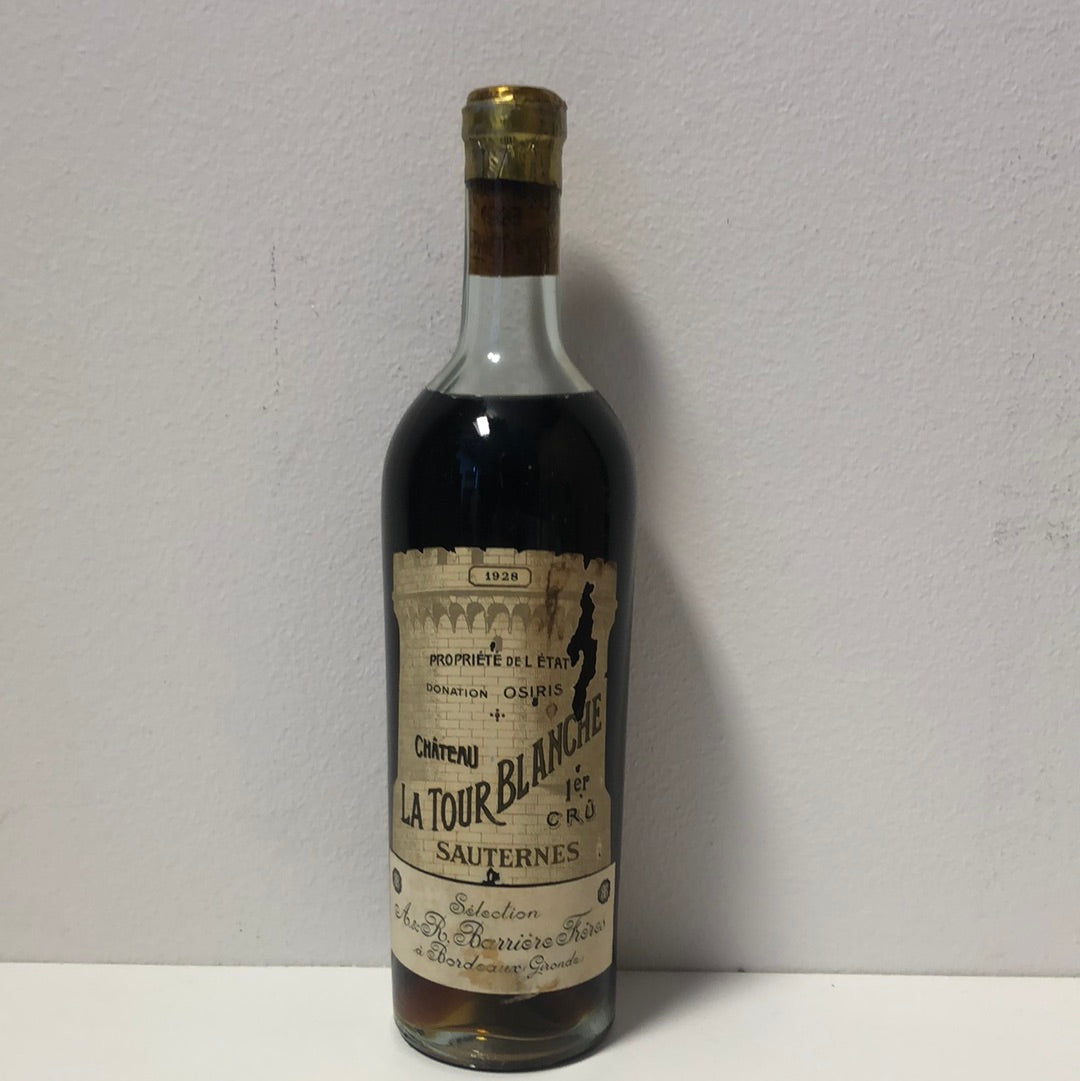 1928
PROPRIÉTÉ DE L'ÉTAT
DONATION OSIRIS
CHÂTEAU
LA TOUR BLANCHE
1er
CRÛ
SAUTERNES
Sélection
A. & R. Barrière Frères
à Bordeaux, Gironde.